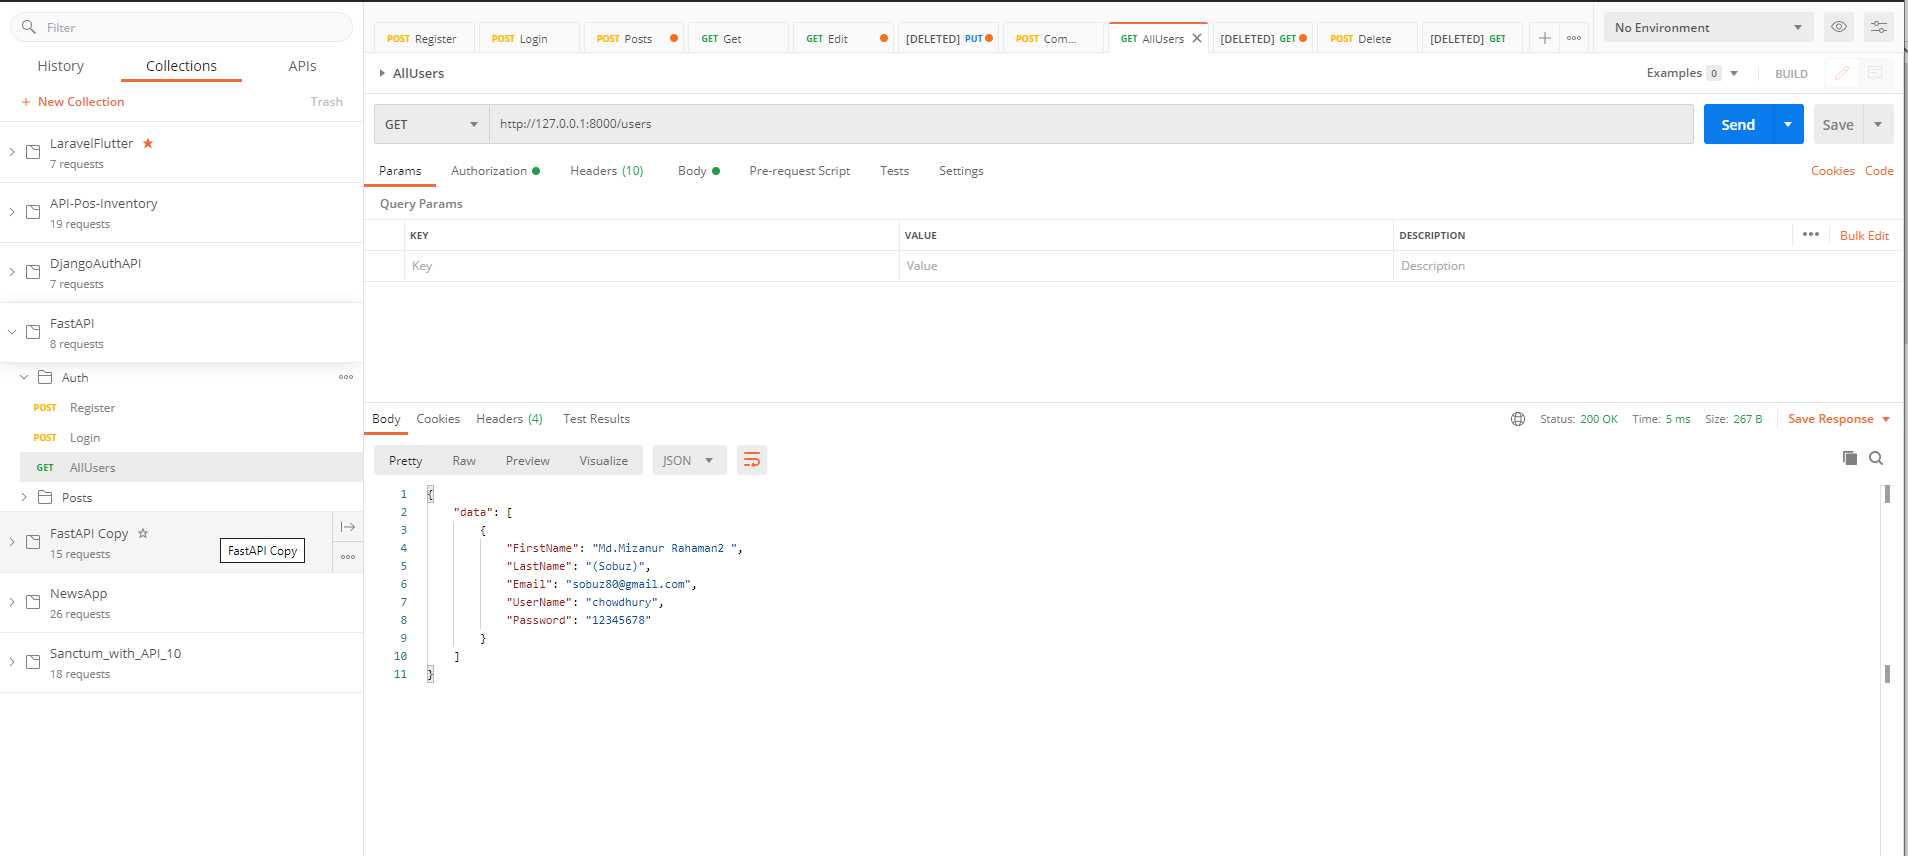 Filter
History Collections APIs
+ New Collection Trash
LaravelFlutter
7 requests
API-Pos-Inventory
19 requests
DjangoAuthAPI
7 requests
FastAPI
8 requests
Auth
POST Register
POST Login
GET AllUsers
Posts
FastAPI Copy
15 requests
FastAPI Copy
NewsApp
26 requests
Sanctum_with_API_10
18 requests
POST Register POST Login POST Posts GET Get GET Edit [DELETED] PUT POST Com... GET AllUsers [DELETED] GET POST Delete [DELETED] GET No Environment
AllUsers Examples 0 BUILD
GET http://127.0.0.1:8000/users Send Save
Params Authorization Headers (10) Body Pre-request Script Tests Settings Cookies Code
Query Params
KEY VALUE DESCRIPTION Bulk Edit
Key Value Description
Body Cookies Headers (4) Test Results Status: 200 OK Time: 5 ms Size: 267 B Save Response
Pretty Raw Preview Visualize JSON
1 {
2 "data": [
3 {
4 "FirstName": "Md.Mizanur Rahaman2 ",
5 "LastName": "(Sobuz)",
6 "Email": "sobuz80@gmail.com",
7 "UserName": "chowdhury",
8 "Password": "12345678"
9 }
10 ]
11 }